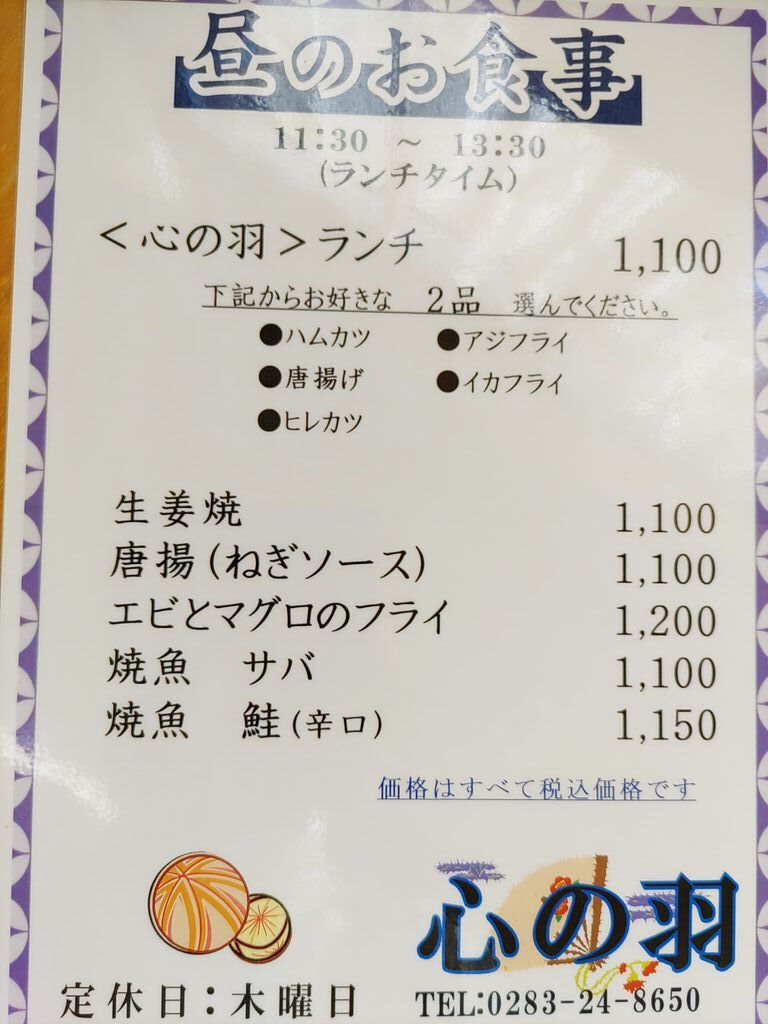 昼のお食事
11:30 ～ 13:30
(ランチタイム)
＜心の羽＞ランチ 1,100
下記からお好きな 2品 選んでください。
●ハムカツ ●アジフライ
●唐揚げ ●イカフライ
●ヒレカツ
生姜焼 1,100
唐揚(ねぎソース) 1,100
エビとマグロのフライ 1,200
焼魚 サバ 1,100
焼魚 鮭(辛口) 1,150
価格はすべて税込価格です
心の羽
定休日：木曜日 TEL:0283-24-8650